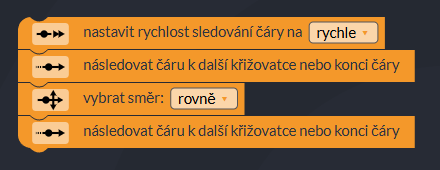 nastavit rychlost sledování čáry na rychle
následovat čáru k další křižovatce nebo konci čáry
vybrat směr: rovně
následovat čáru k další křižovatce nebo konci čáry